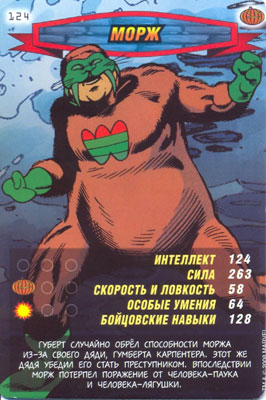 124
МОРЖ
ИНТЕЛЛЕКТ 124
СИЛА 263
СКОРОСТЬ И ЛОВКОСТЬ 58
ОСОБЫЕ УМЕНИЯ 64
БОЙЦОВСКИЕ НАВЫКИ 128
ГУБЕРТ СЛУЧАЙНО ОБРЁЛ СПОСОБНОСТИ МОРЖА
ИЗ-ЗА СВОЕГО ДЯДИ, ГУМБЕРТА КАРПЕНТЕРА. ЭТОТ ЖЕ
ДЯДЯ УБЕДИЛ ЕГО СТАТЬ ПРЕСТУПНИКОМ. ВПОСЛЕДСТВИИ
МОРЖ ПОТЕРПЕЛ ПОРАЖЕНИЕ ОТ ЧЕЛОВЕКА-ПАУКА
И ЧЕЛОВЕКА-ЛЯГУШКИ.